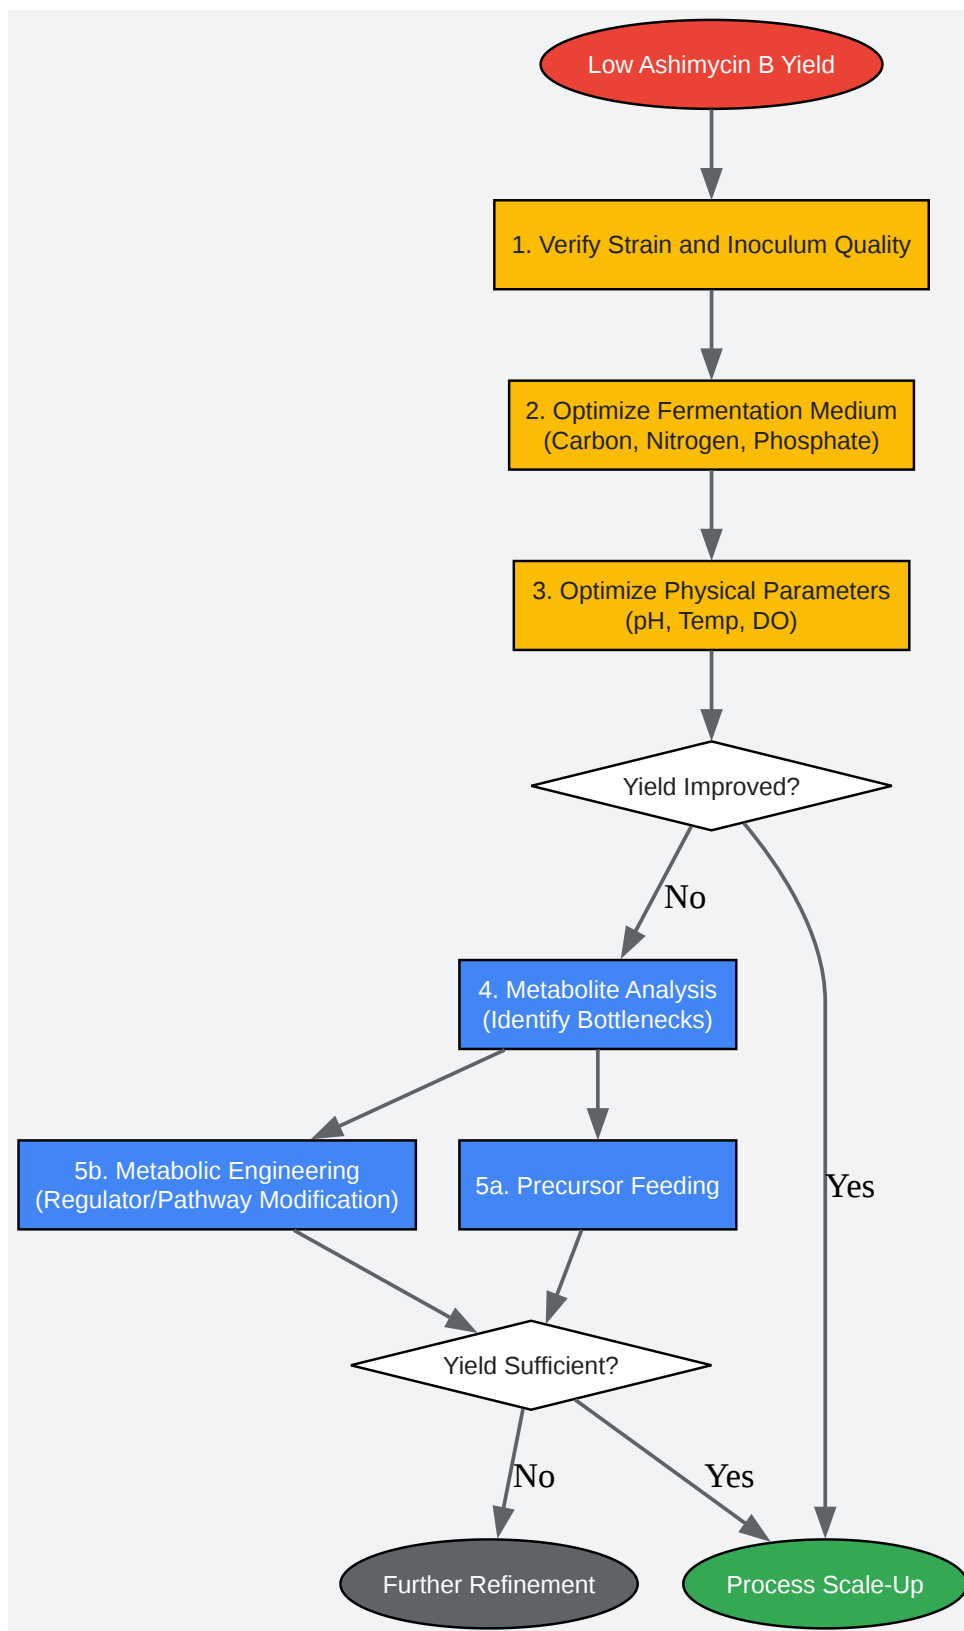 Low Ashimycin B Yield
1. Verify Strain and Inoculum Quality
2. Optimize Fermentation Medium
(Carbon, Nitrogen, Phosphate)
3. Optimize Physical Parameters
(pH, Temp, DO)
Yield Improved?
No
4. Metabolite Analysis
(Identify Bottlenecks)
5b. Metabolic Engineering
(Regulator/Pathway Modification)
5a. Precursor Feeding
Yes
Yield Sufficient?
No
Yes
Further Refinement
Process Scale-Up